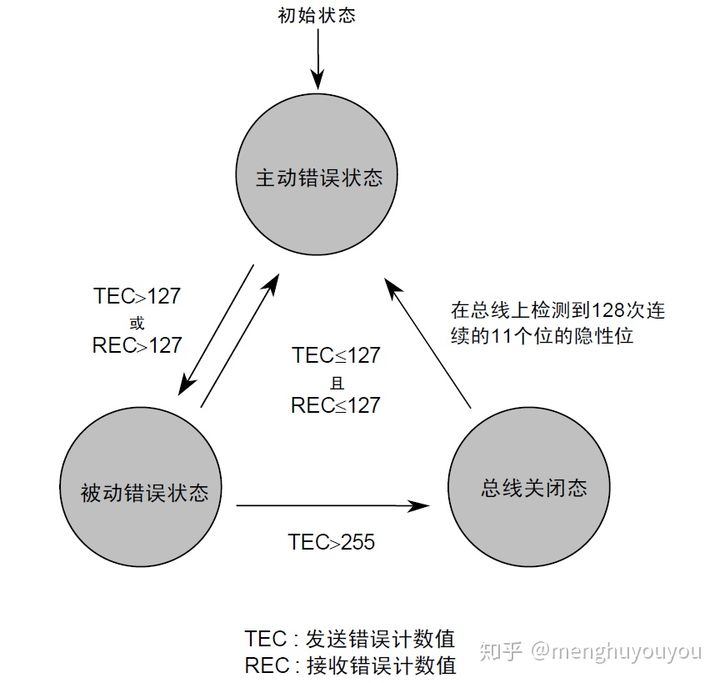 初始状态
主动错误状态
TEC>127
或
REC>127
在总线上检测到128次连
续的11个位的隐性位
TEC≤127
且
REC≤127
被动错误状态
总线关闭态
TEC>255
TEC : 发送错误计数值
REC : 接收错误计数值
知乎 @menghuyouyou